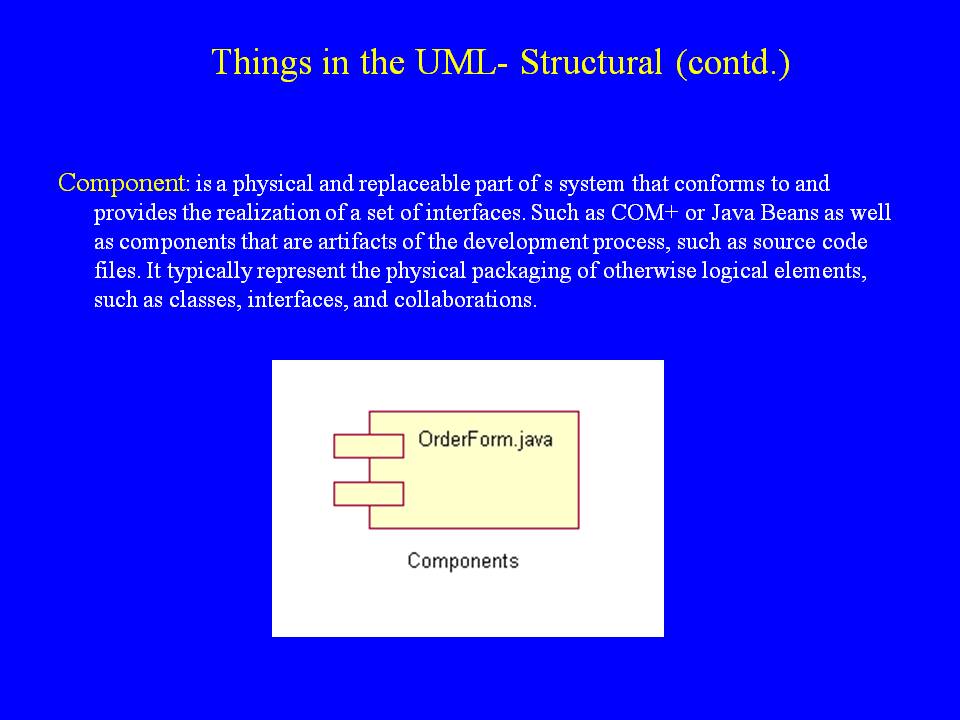 Things in the UML- Structural (contd.)
Component: is a physical and replaceable part of s system that conforms to and
provides the realization of a set of interfaces. Such as COM+ or Java Beans as well
as components that are artifacts of the development process, such as source code
files. It typically represent the physical packaging of otherwise logical elements,
such as classes, interfaces, and collaborations.
OrderForm.java
Components